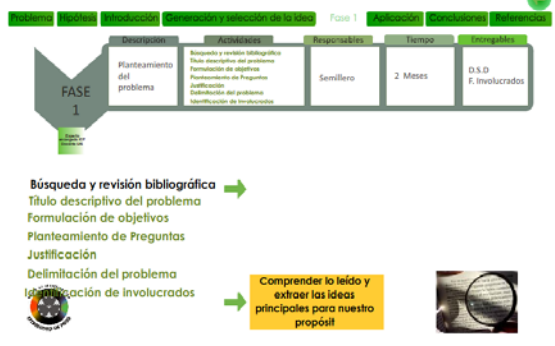 Problema Hipótesis Introducción Generación y selección de la idea Fase 1 Aplicación Conclusiones Referencias
Descripción Actividades Responsables Tiempo Entregables
FASE
1
Planteamiento
del
problema
Búsqueda y revisión bibliográfica
Título descriptivo del problema
Formulación de objetivos
Planteamiento de Preguntas
Justificación
Delimitación del problema
Identificación de involucrados
Semillero
2 Meses
D.S.D
F. Involucrados
Búsqueda y revisión bibliográfica
Título descriptivo del problema
Formulación de objetivos
Planteamiento de Preguntas
Justificación
Delimitación del problema
Identificación de involucrados
Comprender lo leído y
extraer las ideas
principales para nuestro
propósit